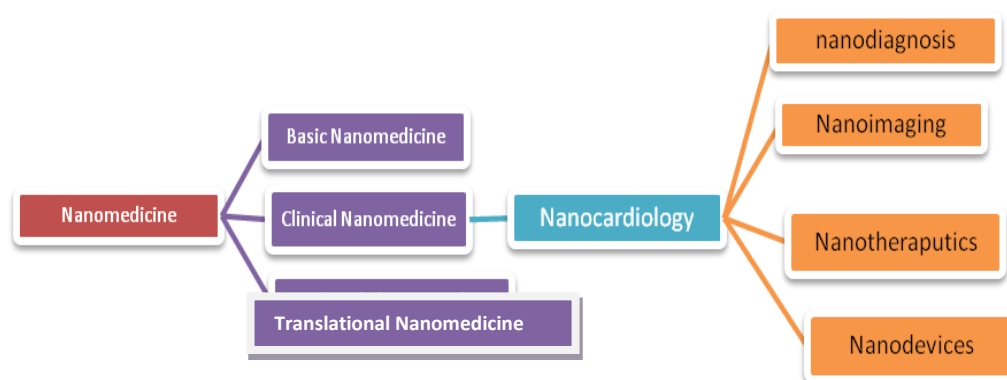 Nanomedicine
Basic Nanomedicine
Clinical Nanomedicine
Translational Nanomedicine
Nanocardiology
nanodiagnosis
Nanoimaging
Nanotheraputics
Nanodevices